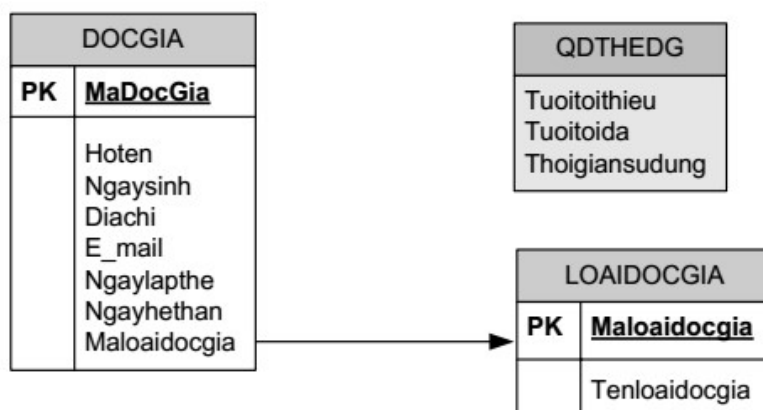 DOCGIA
PK MaDocGia
Hoten
Ngaysinh
Diachi
E_mail
Ngaylapthe
Ngayhethan
Maloaidocgia
QDTHEDG
Tuoitoithieu
Tuoitoida
Thoigiansudung
LOAIDOCGIA
PK Maloaidocgia
Tenloaidocgia